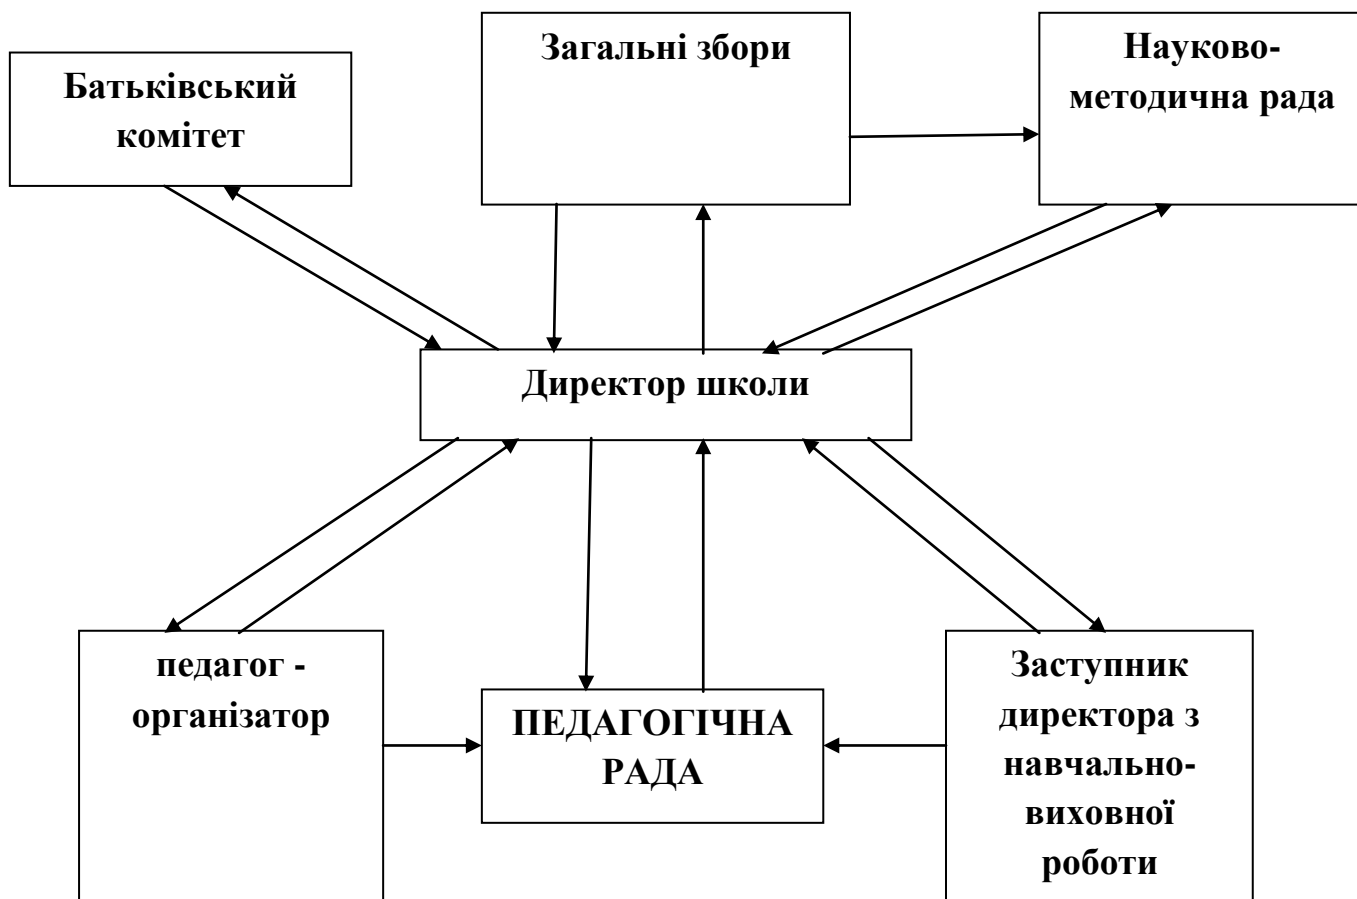 Батьківський
комітет
Загальні збори
Науково-
методична рада
Директор школи
педагог -
організатор
ПЕДАГОГІЧНА
РАДА
Заступник
директора з
навчально-
виховної
роботи